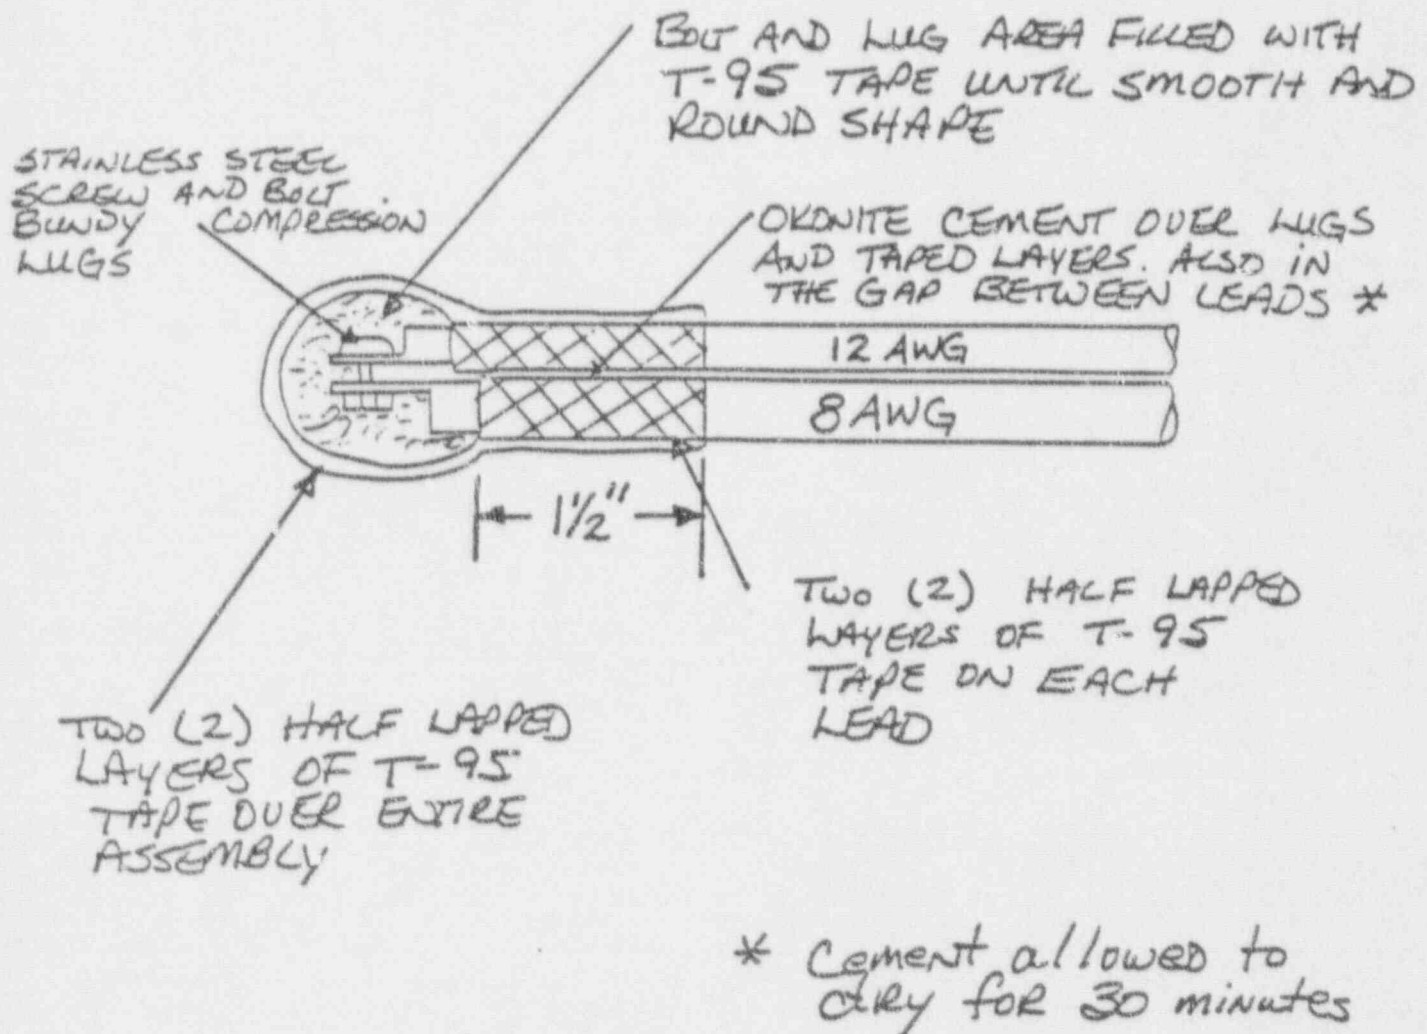 BOLT AND LUG AREA FILLED WITH
T-95 TAPE UNTIL SMOOTH AND
ROUND SHAPE
STAINLESS STEEL
SCREW AND BOLT.
BUNDY COMPRESSION
LUGS
OKONITE CEMENT OVER LUGS
AND TAPED LAYERS. ALSO IN
THE GAP BETWEEN LEADS *
12 AWG
8 AWG
1½"
TWO (2) HALF LAPPED
LAYERS OF T-95
TAPE ON EACH
LEAD
TWO (2) HALF LAPPED
LAYERS OF T-95
TAPE OVER ENTIRE
ASSEMBLY
* Cement allowed to
dry for 30 minutes